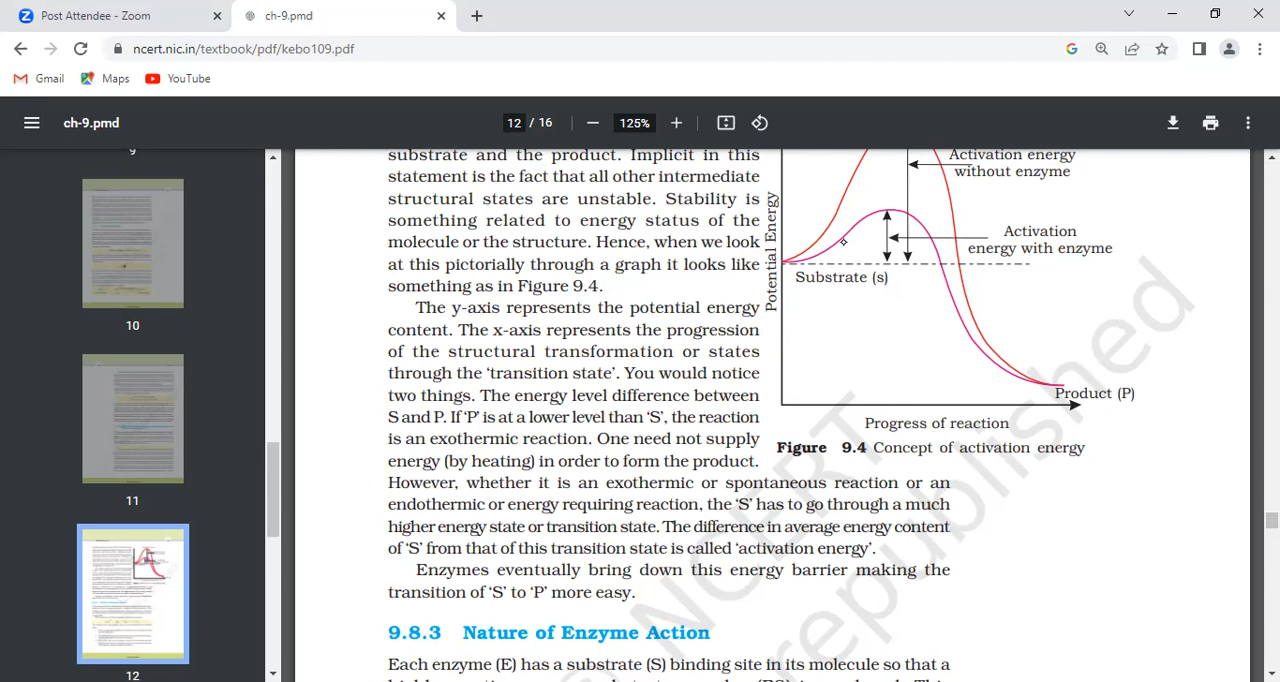 Post Attendee - Zoom
ch-9.pmd
ncert.nic.in/textbook/pdf/kebo109.pdf
Gmail
Maps
YouTube
ch-9.pmd
12 / 16
125%
9
10
11
12
substrate and the product. Implicit in this
statement is the fact that all other intermediate
structural states are unstable. Stability is
something related to energy status of the
molecule or the structure. Hence, when we look
at this pictorially through a graph it looks like
something as in Figure 9.4.
The y-axis represents the potential energy
content. The x-axis represents the progression
of the structural transformation or states
through the ‘transition state’. You would notice
two things. The energy level difference between
S and P. If ‘P’ is at a lower level than ‘S’, the reaction
is an exothermic reaction. One need not supply
energy (by heating) in order to form the product.
However, whether it is an exothermic or spontaneous reaction or an
endothermic or energy requiring reaction, the ‘S’ has to go through a much
higher energy state or transition state. The difference in average energy content
of ‘S’ from that of this transition state is called ‘activation energy’.
Enzymes eventually bring down this energy barrier making the
transition of ‘S’ to ‘P’ more easy.
9.8.3 Nature of Enzyme Action
Each enzyme (E) has a substrate (S) binding site in its molecule so that a
Activation energy
without enzyme
Activation
energy with enzyme
Potential Energy
Substrate (s)
Product (P)
Progress of reaction
Figure 9.4 Concept of activation energy
NCERT
republished